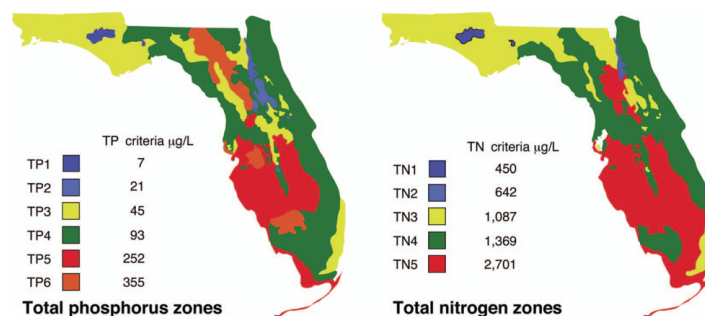 TP criteria µg/L
TP1 7
TP2 21
TP3 45
TP4 93
TP5 252
TP6 355
Total phosphorus zones
TN criteria µg/L
TN1 450
TN2 642
TN3 1,087
TN4 1,369
TN5 2,701
Total nitrogen zones